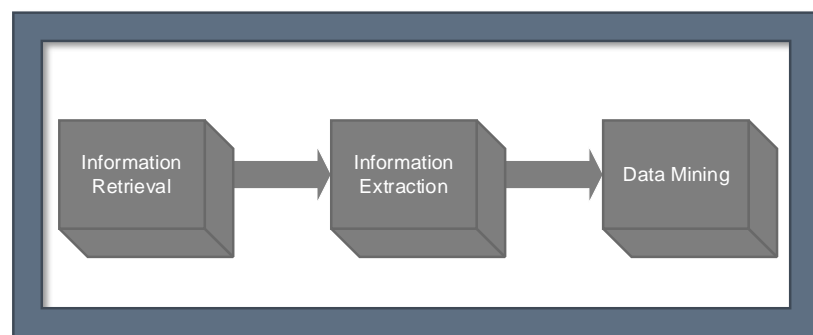 Information
Retrieval
Information
Extraction
Data Mining